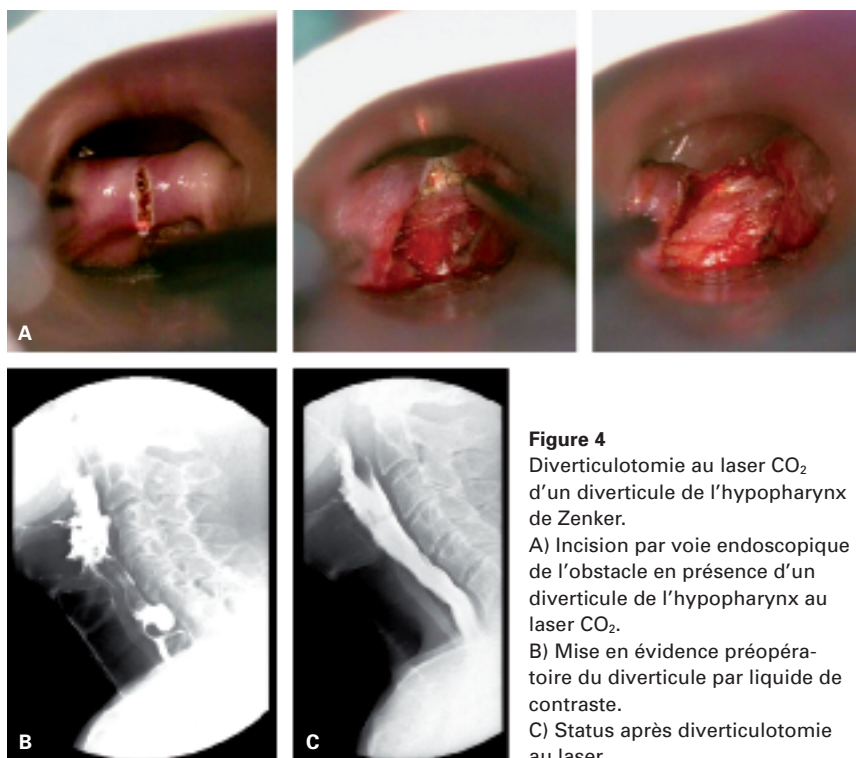 A
B
C
Figure 4
Diverticulotomie au laser CO₂
d'un diverticule de l'hypopharynx
de Zenker.
A) Incision par voie endoscopique
de l'obstacle en présence d'un
diverticule de l'hypopharynx au
laser CO₂.
B) Mise en évidence préopéra-
toire du diverticule par liquide de
contraste.
C) Status après diverticulotomie
au laser.